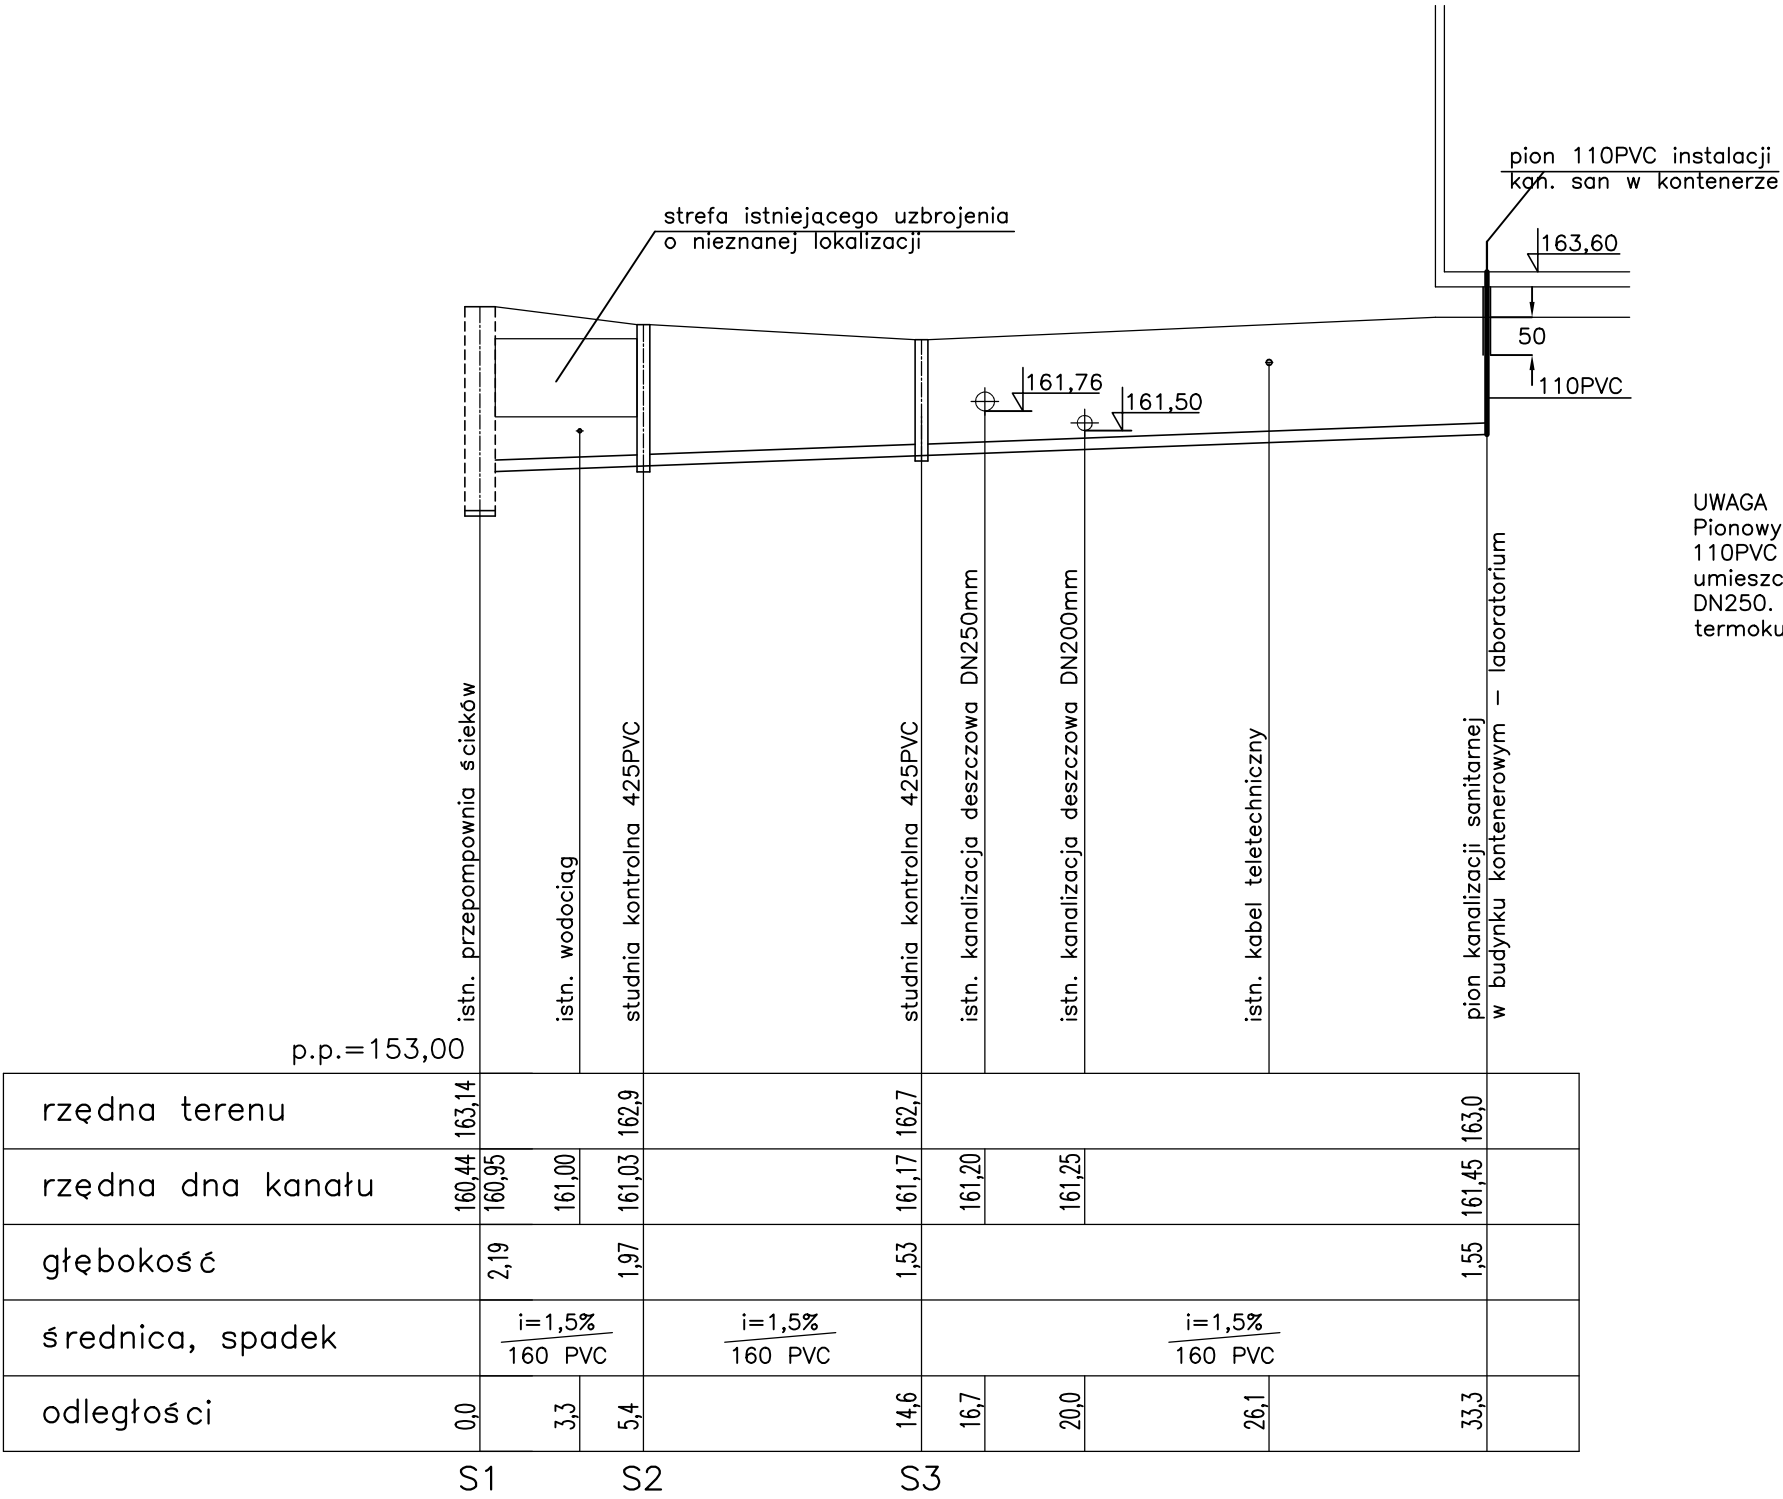 pion 110PVC instalacji
kan. san w kontenerze
strefa istniejącego uzbrojenia
o nieznanej lokalizacji
163,60
50
110PVC
161,76
161,50
UWAGA
Pionowy
110PVC
umieszc
DN250.
termoku
istn. przepompownia ścieków
istn. wodociąg
studnia kontrolna 425PVC
studnia kontrolna 425PVC
istn. kanalizacja deszczowa DN250mm
istn. kanalizacja deszczowa DN200mm
istn. kabel teletechniczny
pion kanalizacji sanitarnej
w budynku kontenerowym – laboratorium
p.p.=153,00
rzędna terenu 163,14 162,9 162,7 163,0
rzędna dna kanału 160,44 160,95 161,00 161,03 161,17 161,20 161,25 161,45
głębokość 2,19 1,97 1,53 1,55
średnica, spadek
i=1,5% i=1,5% i=1,5%
160 PVC 160 PVC 160 PVC
odległości 0,0 3,3 5,4 14,6 16,7 20,0 26,1 33,3
S1 S2 S3